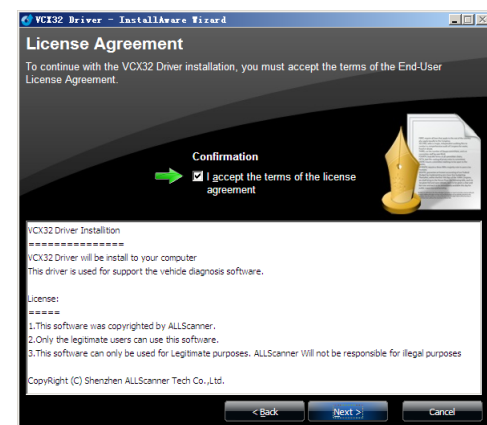 VCX32 Driver - InstallAware Wizard
License Agreement
To continue with the VCX32 Driver installation, you must accept the terms of the End-User
License Agreement.
Confirmation
I accept the terms of the license
agreement
VCX32 Driver Installition
===============
VCX32 Driver will be install to your computer
This driver is used for support the vehicle diagnosis software.
License:
=====
1.This software was copyrighted by ALLScanner.
2.Only the legitimate users can use this software.
3.This software can only be used for Legitimate purposes. ALLScanner Will not be responsible for illegal purposes
CopyRight (C) Shenzhen ALLScanner Tech Co.,Ltd.
< Back
Next >
Cancel